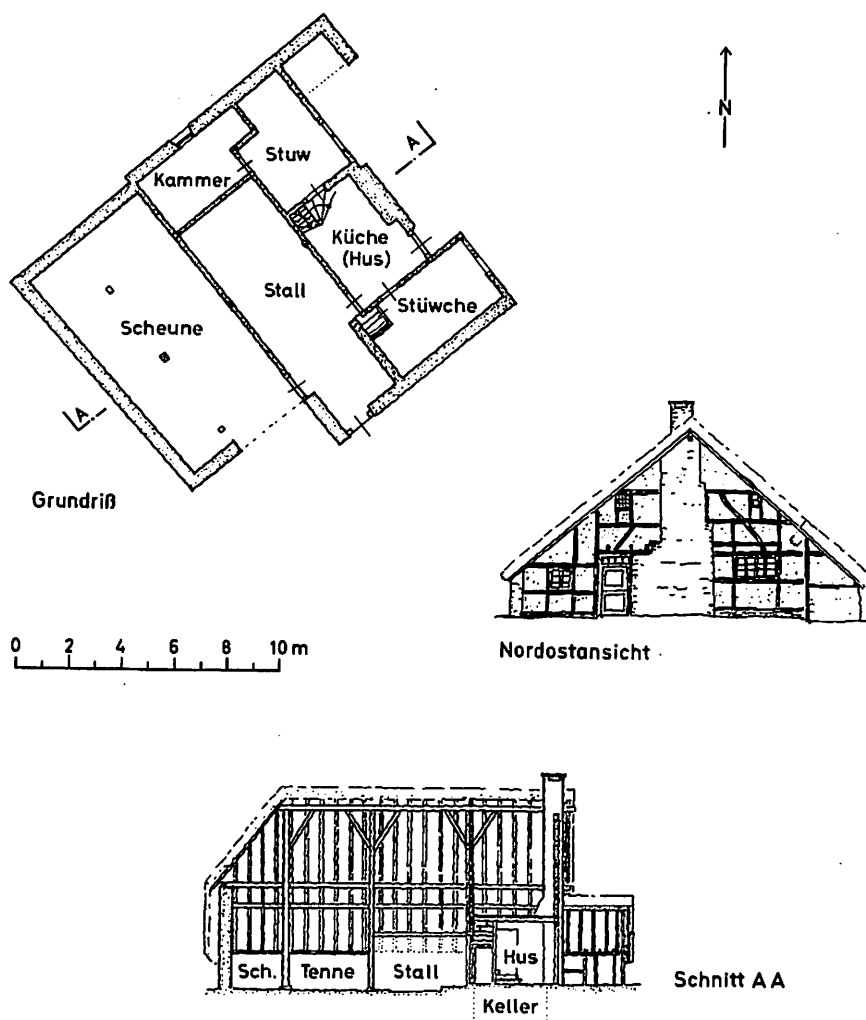 N
A
Stuw
Kammer
Küche
(Hus)
Stall
Stüwche
Scheune
A
Grundriß
0 2 4 6 8 10 m
Nordostansicht
Sch. Tenne Stall Hus
Schnitt A A
Keller